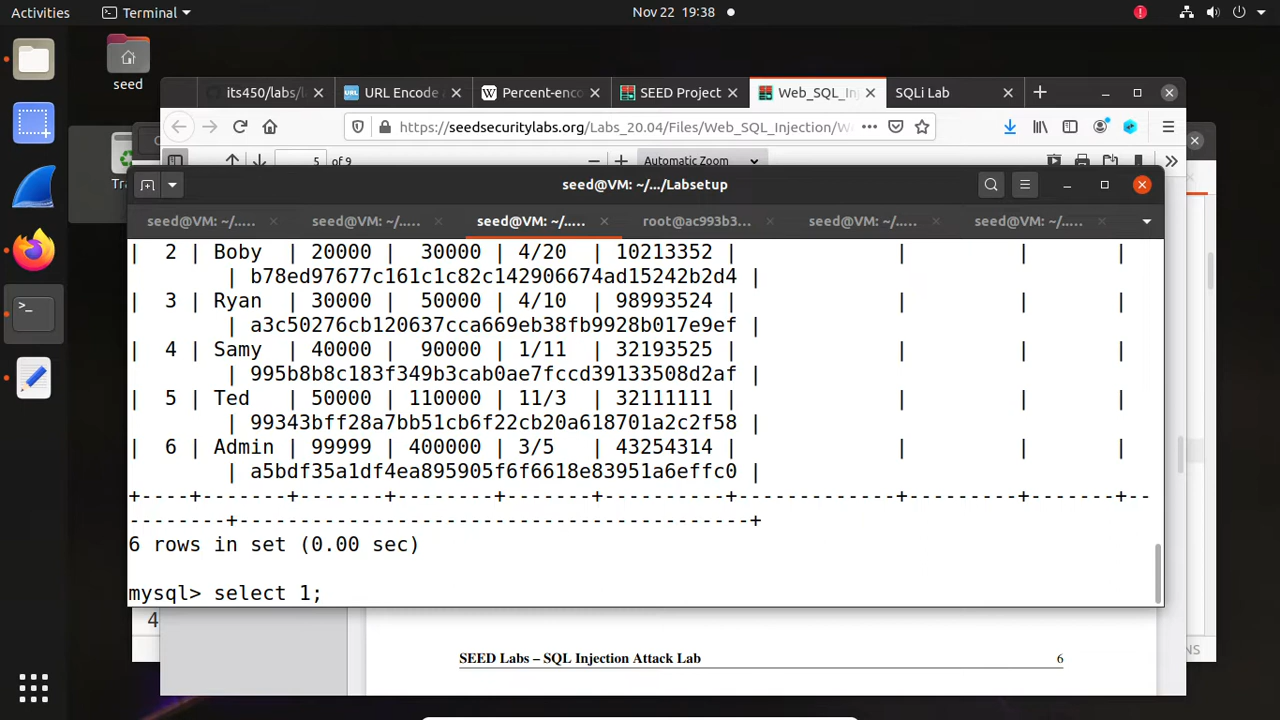 Activities Terminal Nov 22 19:38
seed
its450/labs/l URL Encode Percent-enco SEED Project Web_SQL_In SQLi Lab
https://seedsecuritylabs.org/Labs_20.04/Files/Web_SQL_Injection/W
5 of 9 Automatic Zoom
Tra
seed@VM: ~/.../Labsetup
seed@VM: ~/.... seed@VM: ~/.... seed@VM: ~/.... root@ac993b3... seed@VM: ~/.... seed@VM: ~/....
| 2 | Boby | 20000 | 30000 | 4/20 | 10213352 | | | |
| b78ed97677c161c1c82c142906674ad15242b2d4 |
| 3 | Ryan | 30000 | 50000 | 4/10 | 98993524 | | | |
| a3c50276cb120637cca669eb38fb9928b017e9ef |
| 4 | Samy | 40000 | 90000 | 1/11 | 32193525 | | | |
| 995b8b8c183f349b3cab0ae7fccd39133508d2af |
| 5 | Ted | 50000 | 110000 | 11/3 | 32111111 | | | |
| 99343bff28a7bb51cb6f22cb20a618701a2c2f58 |
| 6 | Admin | 99999 | 400000 | 3/5 | 43254314 | | | |
| a5bdf35a1df4ea895905f6f6618e83951a6effc0 |
+----+-------+-------+--------+-------+----------+-------------+---------+-------+--
--------+------------------------------------------+
6 rows in set (0.00 sec)
mysql> select 1;
4
NS
SEED Labs – SQL Injection Attack Lab 6